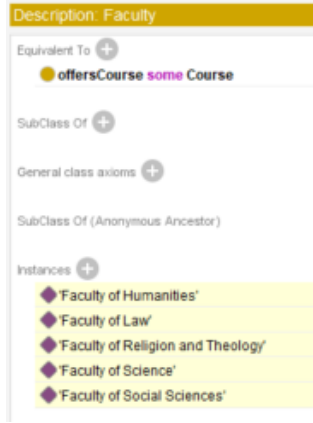 Description: Faculty
Equivalent To
offersCourse some Course
SubClass Of
General class axioms
SubClass Of (Anonymous Ancestor)
Instances
'Faculty of Humanities'
'Faculty of Law'
'Faculty of Religion and Theology'
'Faculty of Science'
'Faculty of Social Sciences'